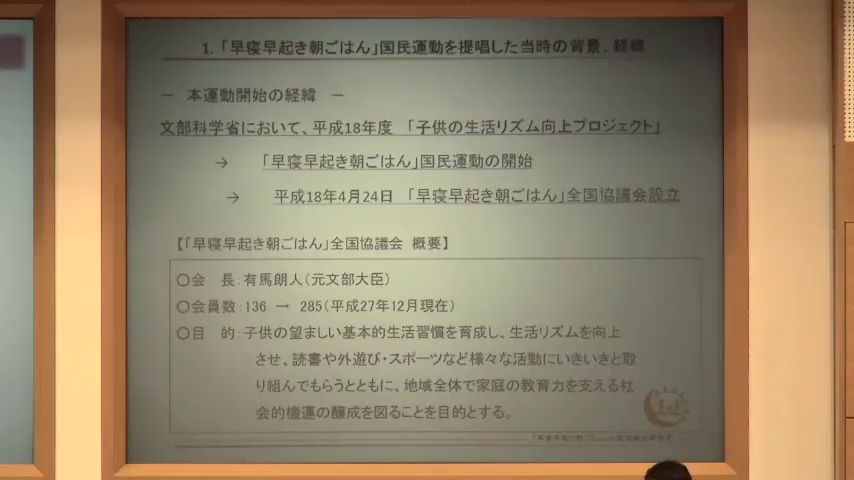 1.「早寝早起き朝ごはん」国民運動を提唱した当時の背景、経緯
－ 本運動開始の経緯 －
文部科学省において、平成18年度 「子供の生活リズム向上プロジェクト」
→ 「早寝早起き朝ごはん」国民運動の開始
→ 平成18年4月24日 「早寝早起き朝ごはん」全国協議会設立
【「早寝早起き朝ごはん」全国協議会 概要】
○会 長：有馬朗人（元文部大臣）
○会員数：136 → 285（平成27年12月現在）
○目 的：子供の望ましい基本的生活習慣を育成し、生活リズムを向上
させ、読書や外遊び・スポーツなど様々な活動にいきいきと取
り組んでもらうとともに、地域全体で家庭の教育力を支える社
会的機運の醸成を図ることを目的とする。